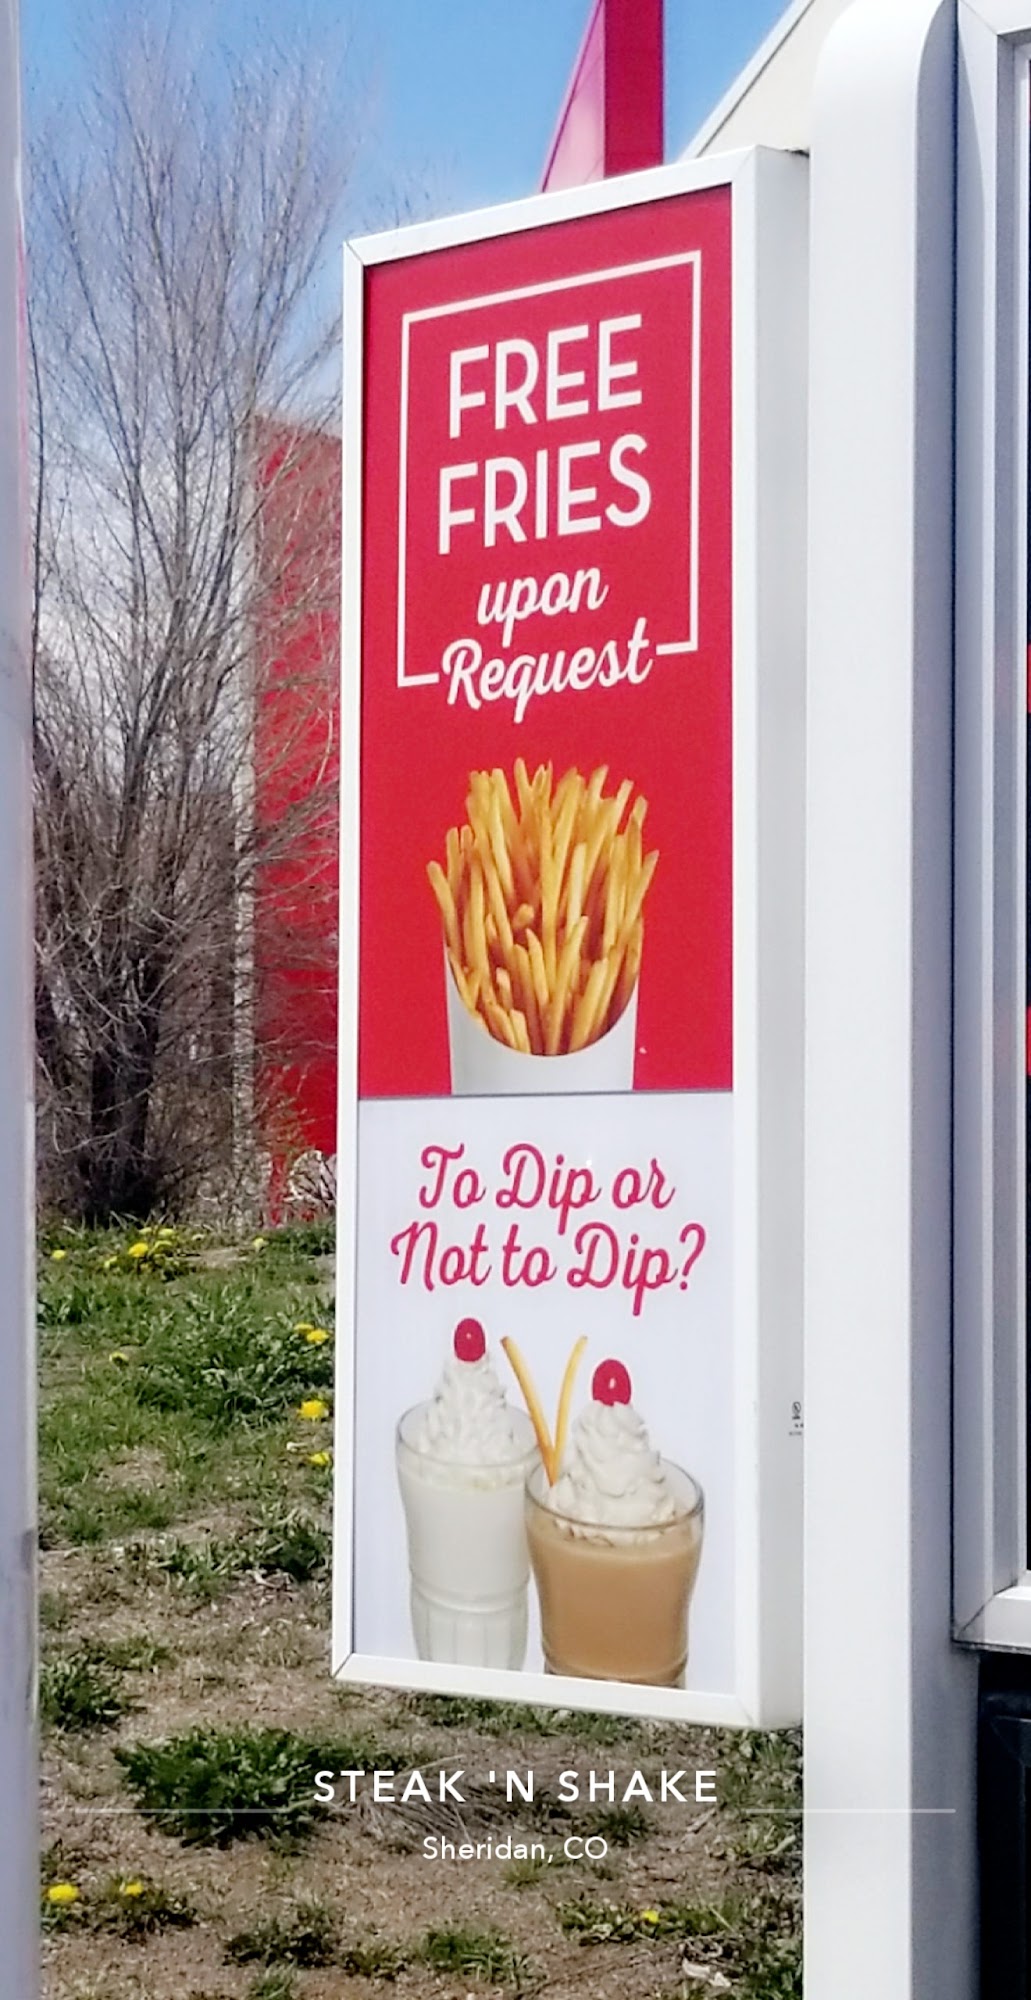 FREE
FRIES
upon
Request
To Dip or
Not to Dip?
STEAK 'N SHAKE
Sheridan, CO